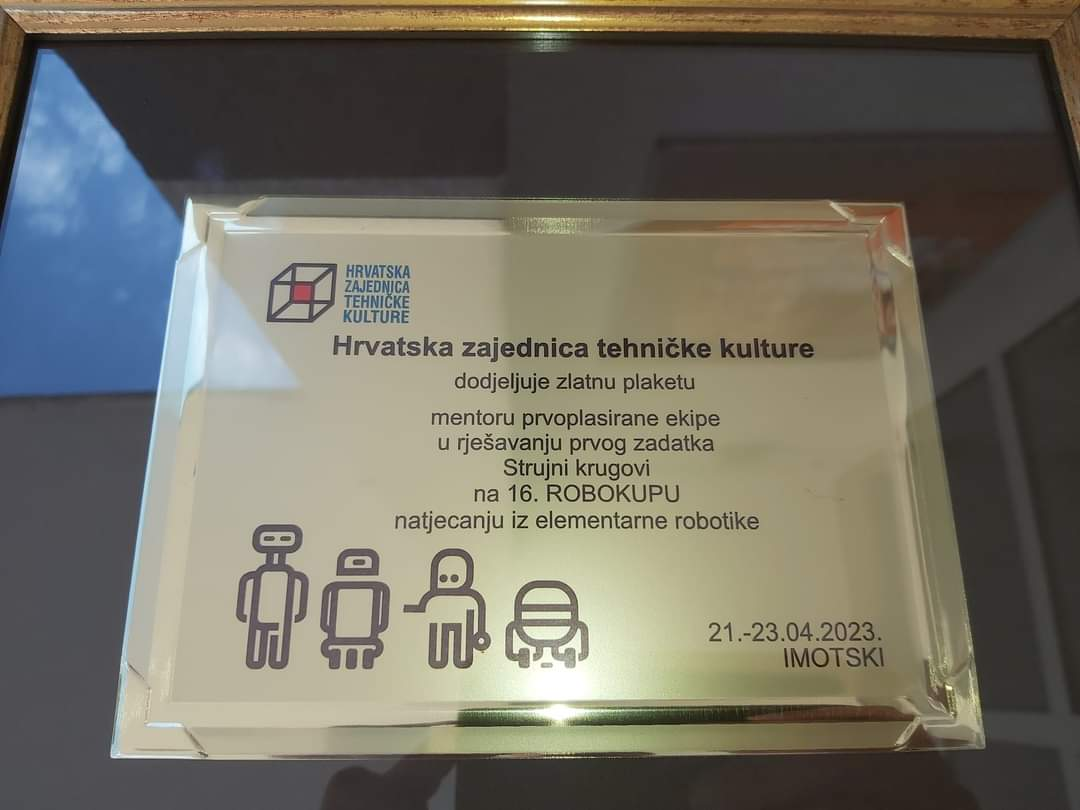 HRVATSKA
ZAJEDNICA
TEHNIČKE
KULTURE
Hrvatska zajednica tehničke kulture
dodjeljuje zlatnu plaketu
mentoru prvoplasirane ekipe
u rješavanju prvog zadatka
Strujni krugovi
na 16. ROBOKUPU
natjecanju iz elementarne robotike
21.-23.04.2023.
IMOTSKI